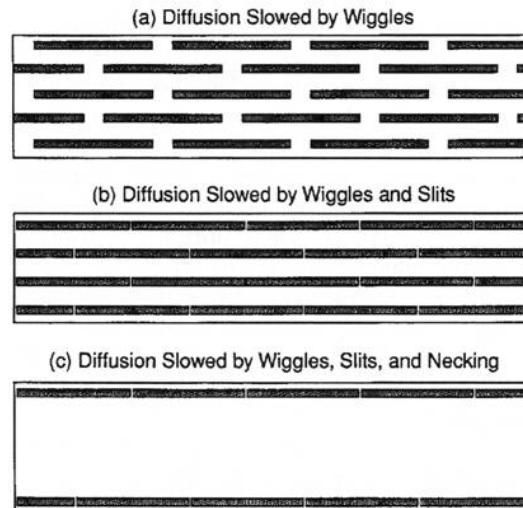 (a) Diffusion Slowed by Wiggles
(b) Diffusion Slowed by Wiggles and Slits
(c) Diffusion Slowed by Wiggles, Slits, and Necking